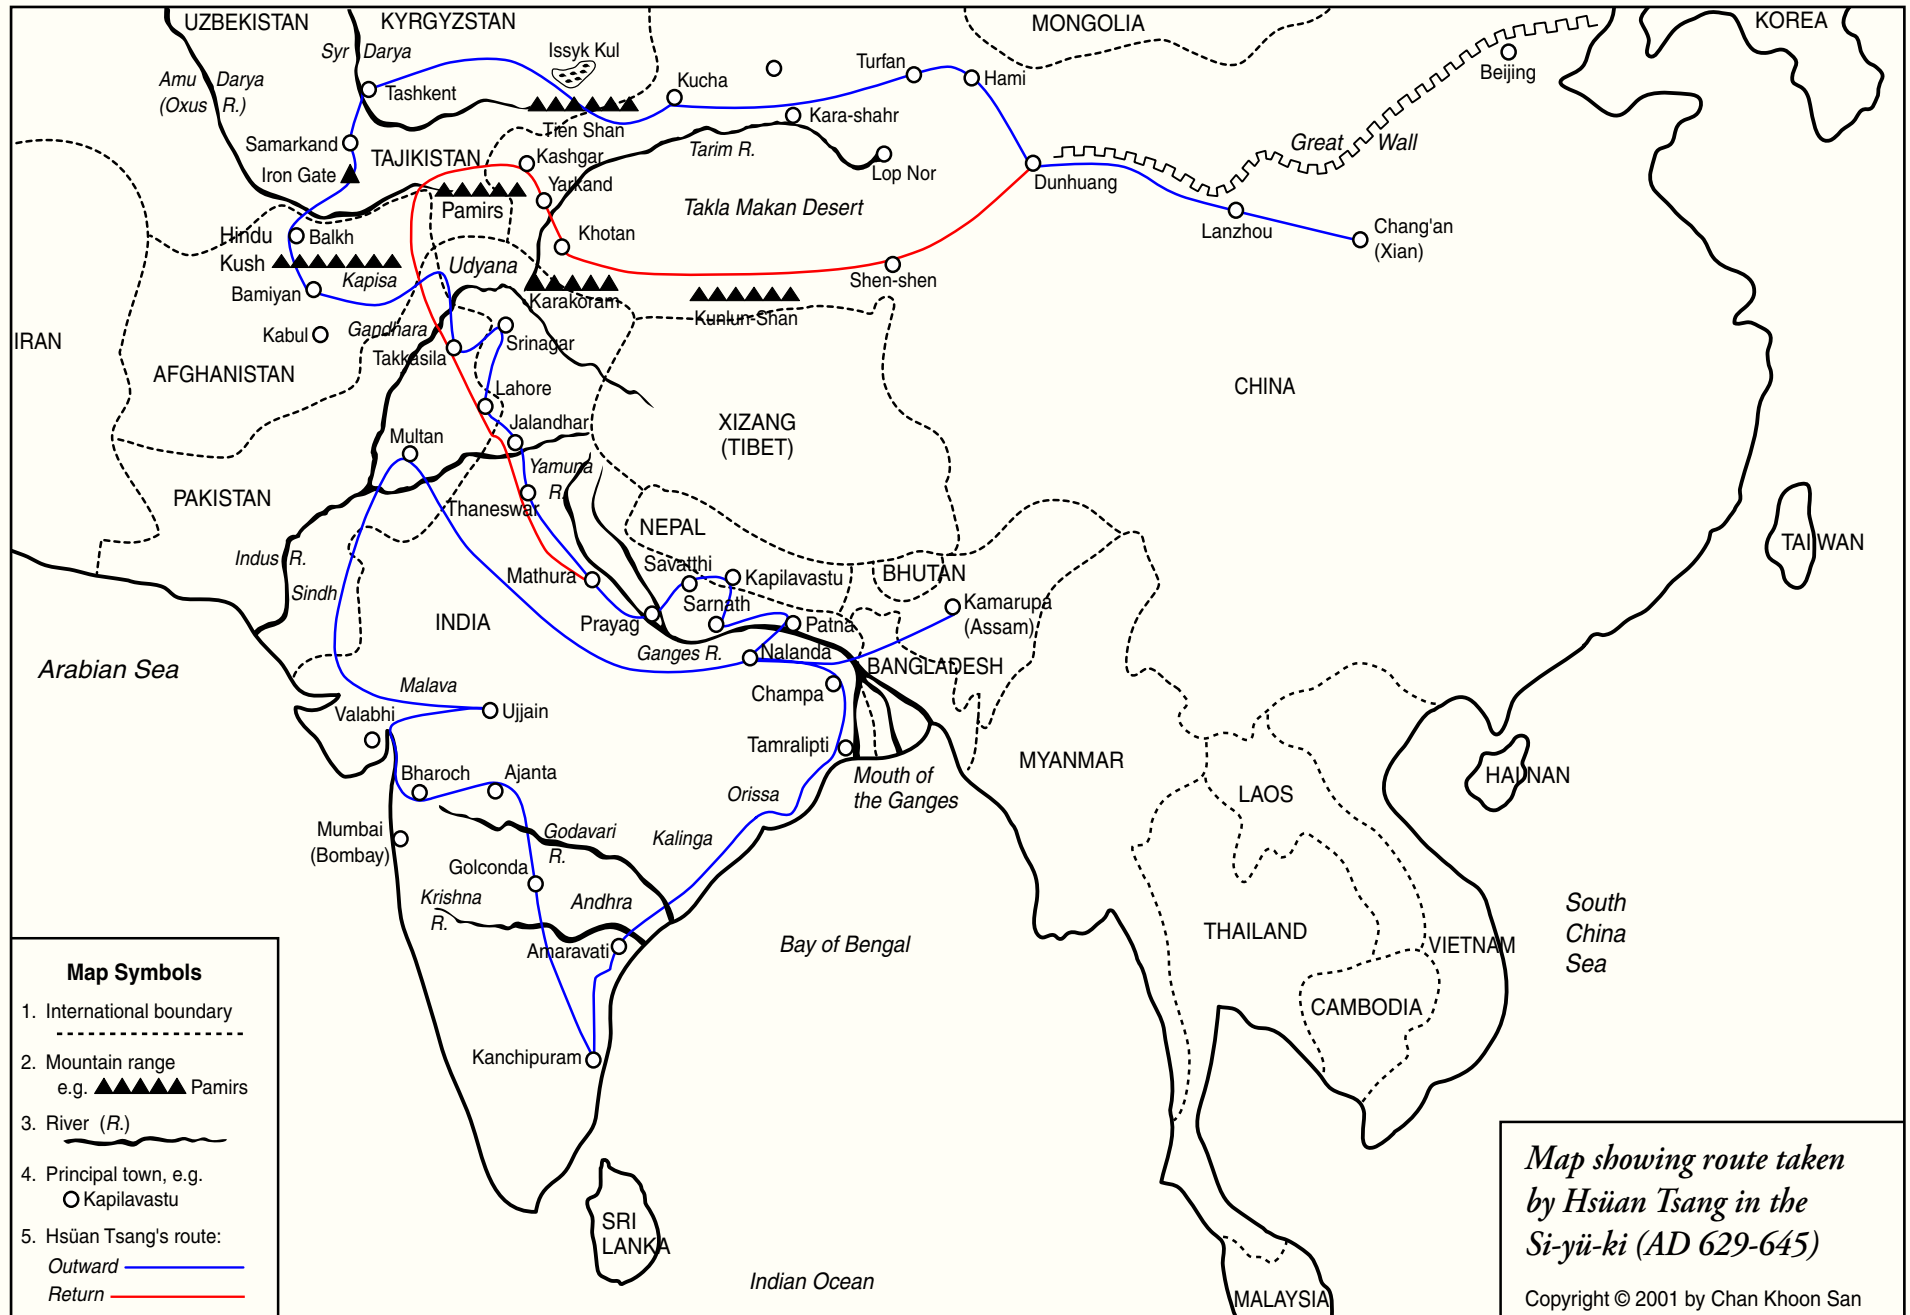 UZBEKISTAN
KYRGYZSTAN
MONGOLIA
KOREA
Syr Darya
Issyk Kul
Amu Darya
(Oxus R.)
Tashkent
Kucha
Turfan
Hami
Beijing
Samarkand
Tien Shan
Kara-shahr
Great Wall
Iron Gate
TAJIKISTAN
Kashgar
Tarim R.
Lop Nor
Dunhuang
Yarkand
Pamirs
Takla Makan Desert
Lanzhou
Chang'an
(Xian)
Hindu
Kush
Balkh
Khotan
Udyana
Kapisa
Bamiyan
Karakoram
Shen-shen
Kunlun-Shan
IRAN
Kabul
Gandhara
Takkasila
Srinagar
AFGHANISTAN
Lahore
CHINA
Jalandhar
XIZANG
(TIBET)
Multan
Yamuna
R.
PAKISTAN
Thaneswar
NEPAL
TAIWAN
Indus R.
Sindh
Mathura
Savatthi
Kapilavastu
BHUTAN
Sarnath
Kamarupa
(Assam)
INDIA
Prayag
Patna
Ganges R.
Nalanda
BANGLADESH
Arabian Sea
Malava
Champa
Valabhi
Ujjain
Tamralipti
MYANMAR
Mouth of
the Ganges
HAINAN
Bharoch
Ajanta
Orissa
LAOS
Mumbai
(Bombay)
Godavari
R.
Kalinga
Golconda
Krishna
R.
Andhra
South
China
Sea
THAILAND
VIETNAM
Amaravati
Bay of Bengal
CAMBODIA
Kanchipuram
SRI
LANKA
Indian Ocean
MALAYSIA
Map Symbols
1. International boundary
2. Mountain range
e.g. Pamirs
3. River (R.)
4. Principal town, e.g.
Kapilavastu
5. Hsüan Tsang's route:
Outward
Return
Map showing route taken
by Hsüan Tsang in the
Si-yü-ki (AD 629-645)
Copyright © 2001 by Chan Khoon San